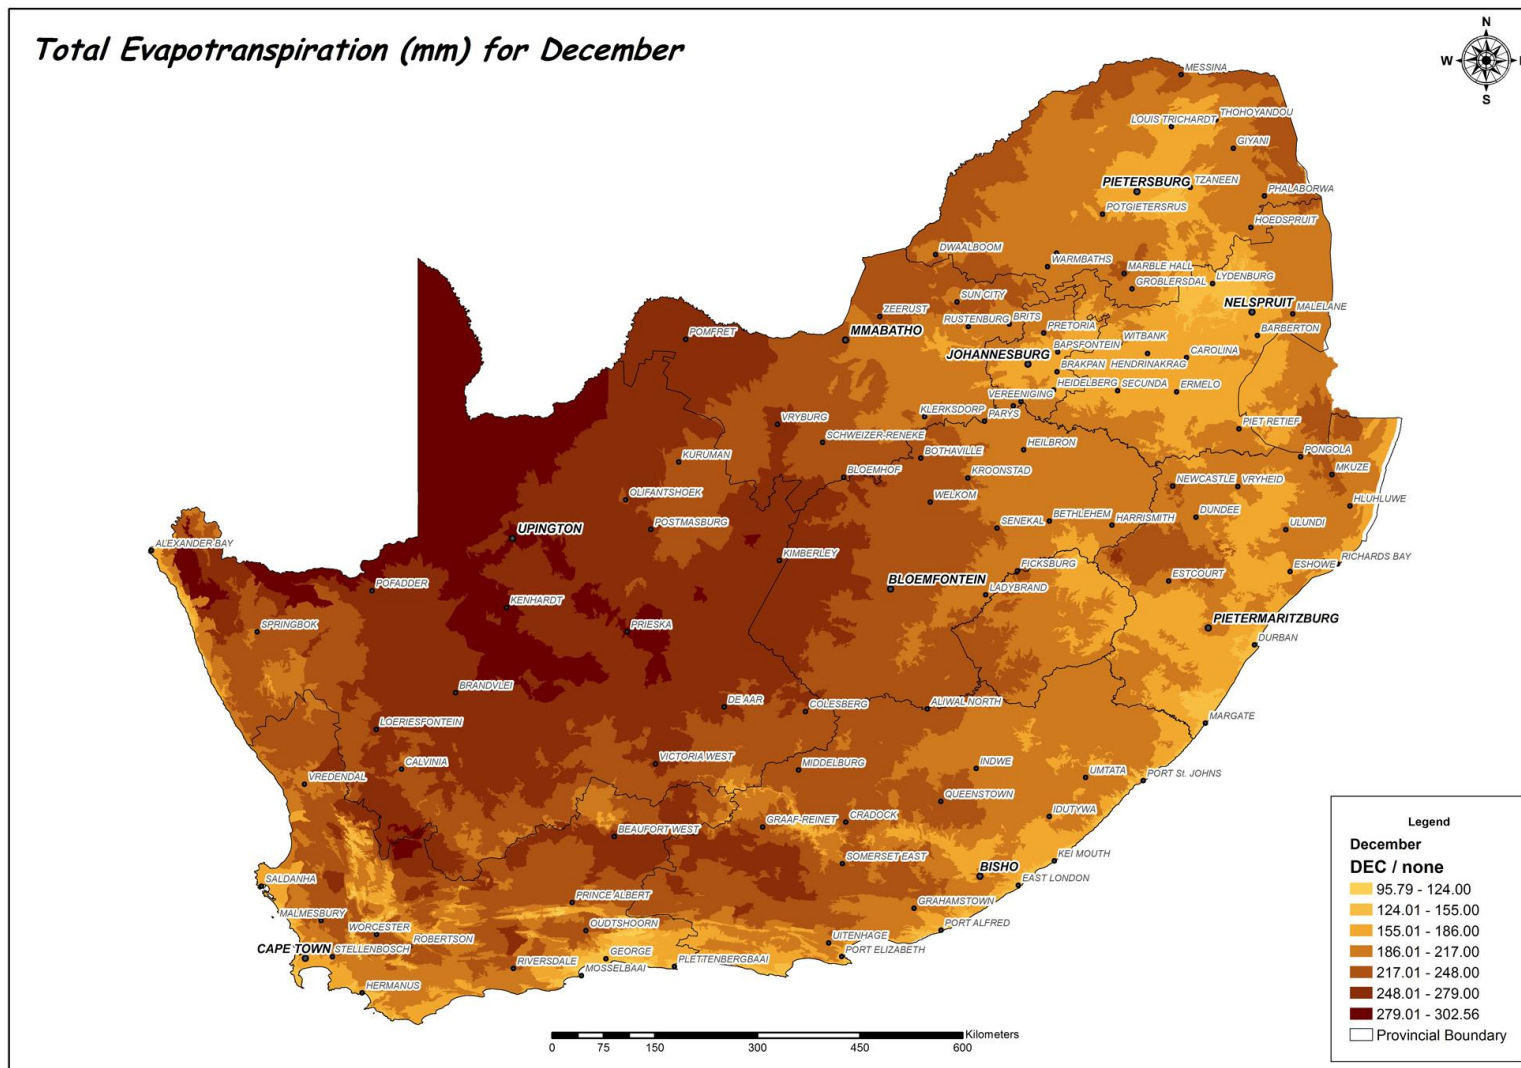 Total Evapotranspiration (mm) for December
N
W
S
MESSINA
THOHOYANDOU
LOUIS TRICHARDT
GIYANI
PIETERSBURG
TZANEEN
PHALABORWA
POTGIETERSRUS
HOEDSPRUIT
DWAALBOOM
WARMBATHS
MARBLE HALL
LYDENBURG
GROBLERSDAL
SUN CITY
NELSPRUIT
MALELANE
ZEERUST
RUSTENBURG
BRITS
PRETORIA
BARBERTON
POMFRET
MMABATHO
WITBANK
BAPSFONTEIN
JOHANNESBURG
CAROLINA
BRAKPAN
HENDRINAKRAG
HEIDELBERG
SECUNDA
ERMELO
VEREENIGING
KLERKSDORP
PARYS
VRYBURG
PIET RETIEF
SCHWEIZER-RENEKE
HEILBRON
BOTHAVILLE
PONGOLA
KURUMAN
BLOEMHOF
KROONSTAD
MKUZE
NEWCASTLE
VRYHEID
OLIFANTSHOEK
WELKOM
HLUHLUWE
DUNDEE
POSTMASBURG
UPINGTON
SENEKAL
BETHLEHEM
HARRISMITH
ULUNDI
ALEXANDER BAY
KIMBERLEY
RICHARDS BAY
FICKSBURG
ESHOWE
POFADDER
BLOEMFONTEIN
ESTCOURT
LADYBRAND
KENHARDT
SPRINGBOK
PRIESKA
PIETERMARITZBURG
DURBAN
BRANDVLEI
DE AAR
COLESBERG
ALIWAL NORTH
LOERIESFONTEIN
MARGATE
VICTORIA WEST
MIDDELBURG
INDWE
CALVINIA
VREDENDAL
UMTATA
PORT St. JOHNS
QUEENSTOWN
IDUTYWA
BEAUFORT WEST
GRAAF-REINET
CRADOCK
SOMERSET EAST
KEI MOUTH
BISHO
SALDANHA
EAST LONDON
PRINCE ALBERT
GRAHAMSTOWN
MALMESBURY
OUDTSHOORN
PORT ALFRED
WORCESTER
ROBERTSON
UITENHAGE
CAPE TOWN
STELLENBOSCH
GEORGE
PORT ELIZABETH
RIVERSDALE
PLETTENBERGBAAI
MOSSELBAAI
HERMANUS
Kilometers
0 75 150 300 450 600
Legend
December
DEC / none
95.79 - 124.00
124.01 - 155.00
155.01 - 186.00
186.01 - 217.00
217.01 - 248.00
248.01 - 279.00
279.01 - 302.56
Provincial Boundary